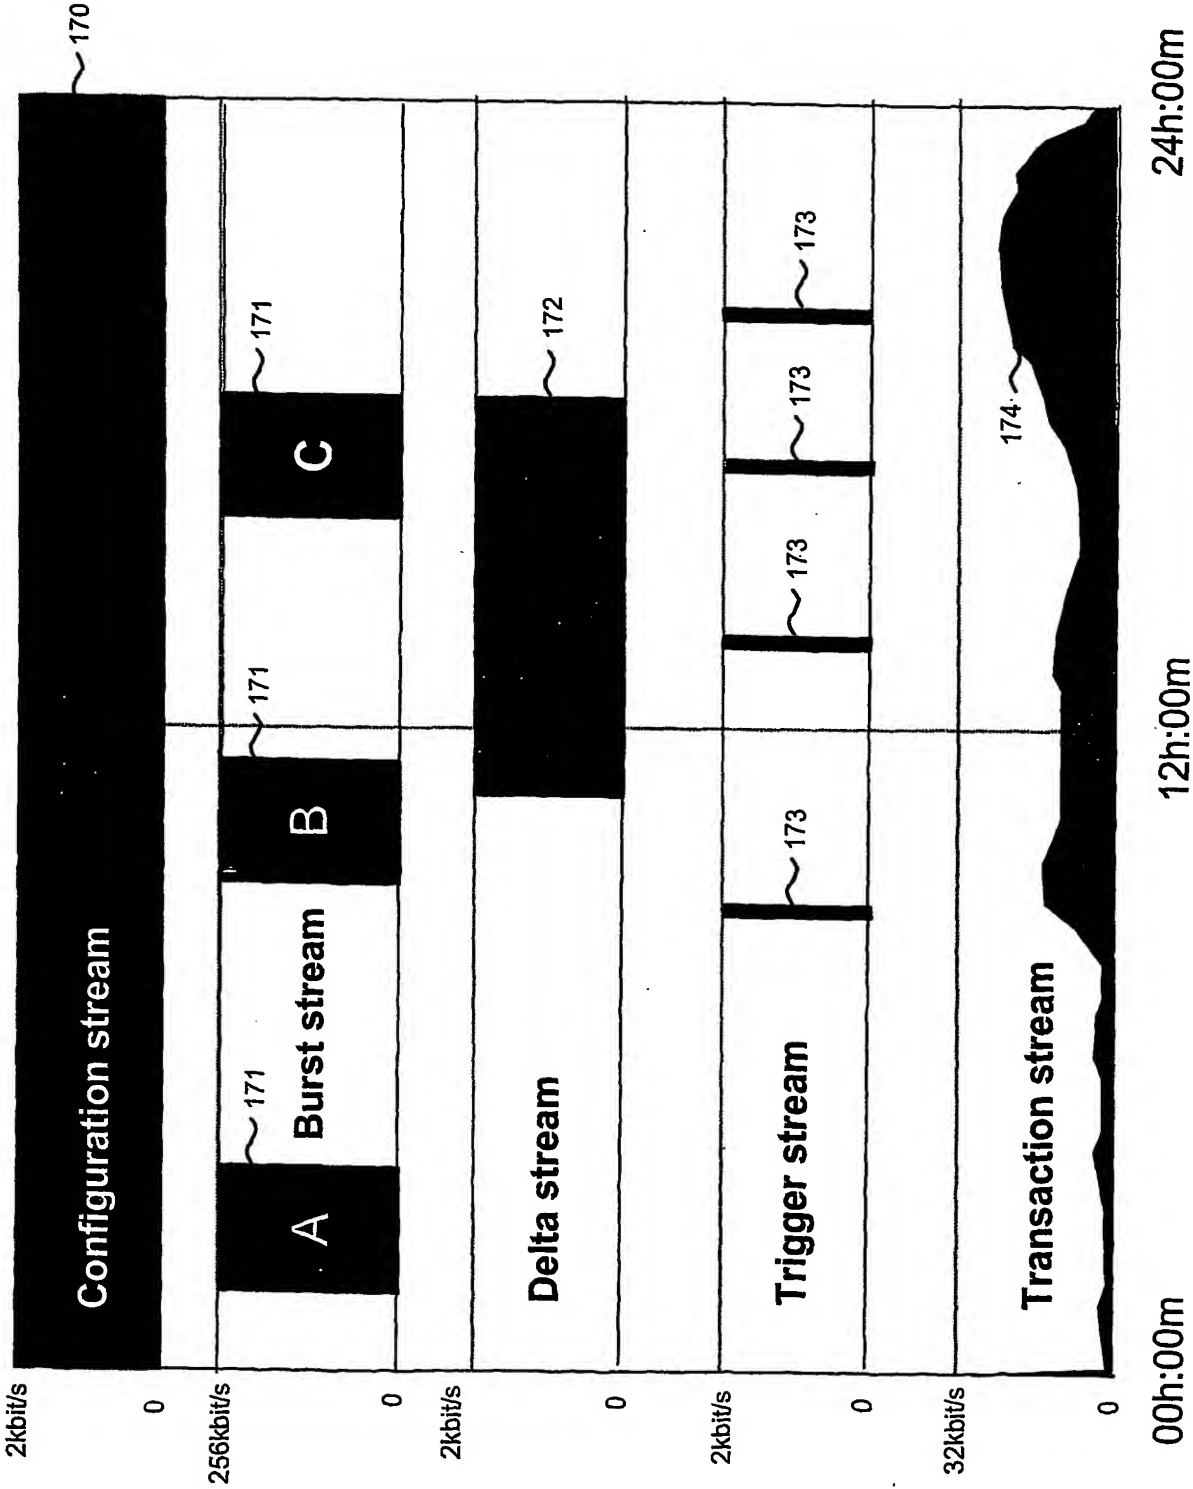 2kbit/s
Configuration stream
170
0
256kbit/s
A
171
Burst stream
B
171
C
171
0
2kbit/s
Delta stream
172
0
2kbit/s
Trigger stream
173
173
173
173
0
32kbit/s
Transaction stream
174
0
00h:00m
12h:00m
24h:00m